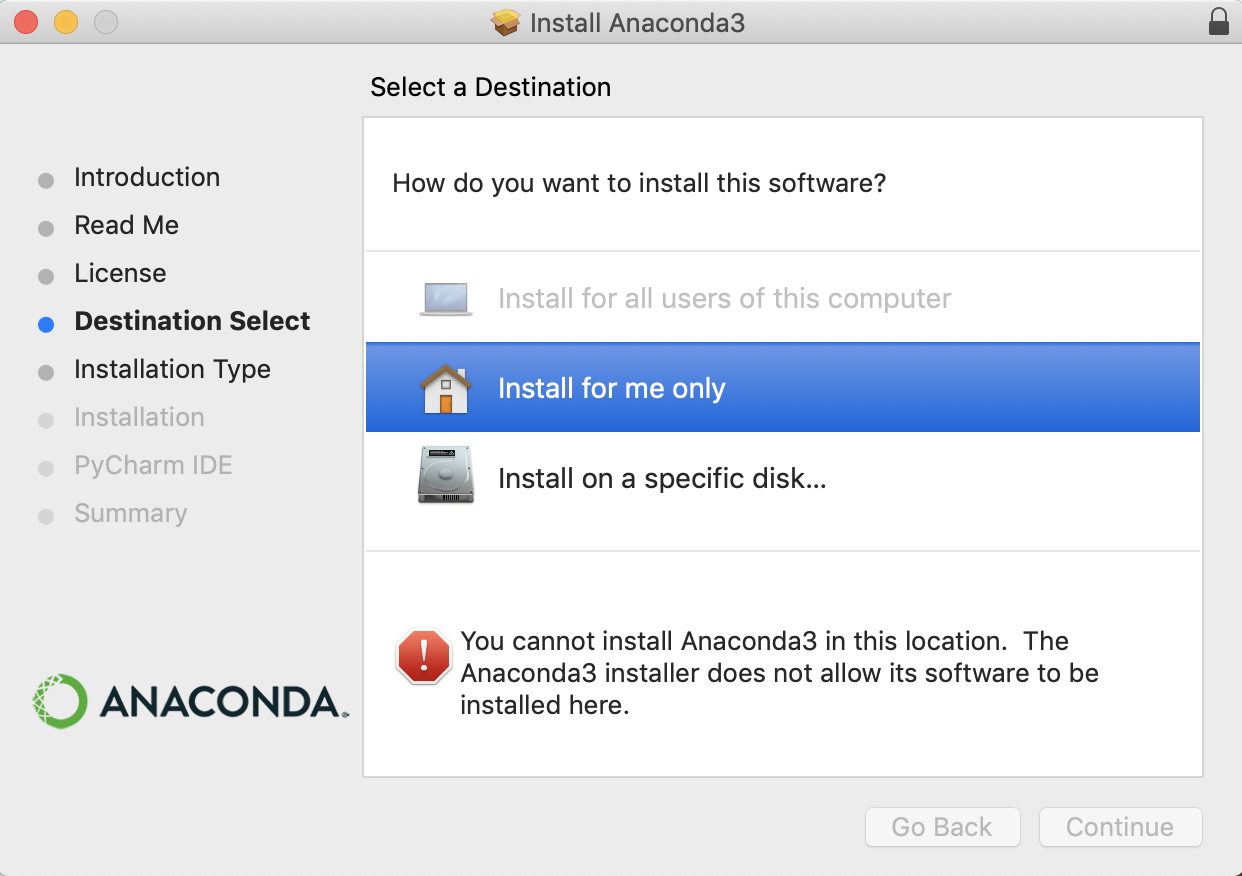 Install Anaconda3
Select a Destination
Introduction
Read Me
License
Destination Select
Installation Type
Installation
PyCharm IDE
Summary
ANACONDA.
How do you want to install this software?
Install for all users of this computer
Install for me only
Install on a specific disk...
You cannot install Anaconda3 in this location.  The
Anaconda3 installer does not allow its software to be
installed here.
Go Back
Continue